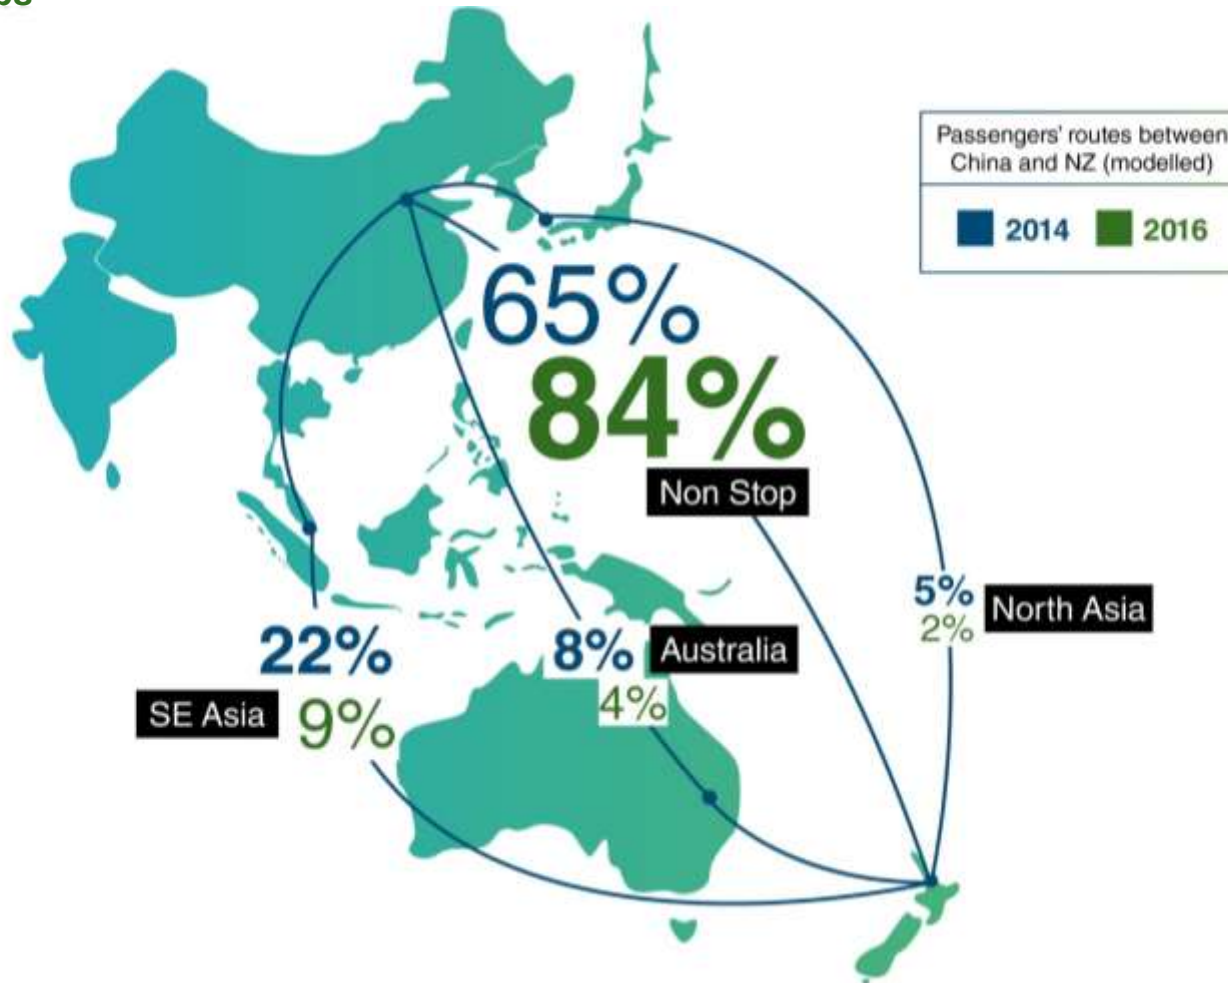 Passengers' routes between
China and NZ (modelled)
2014 2016
65%
84%
Non Stop
5%
2%
North Asia
22%
SE Asia 9%
8% Australia
4%